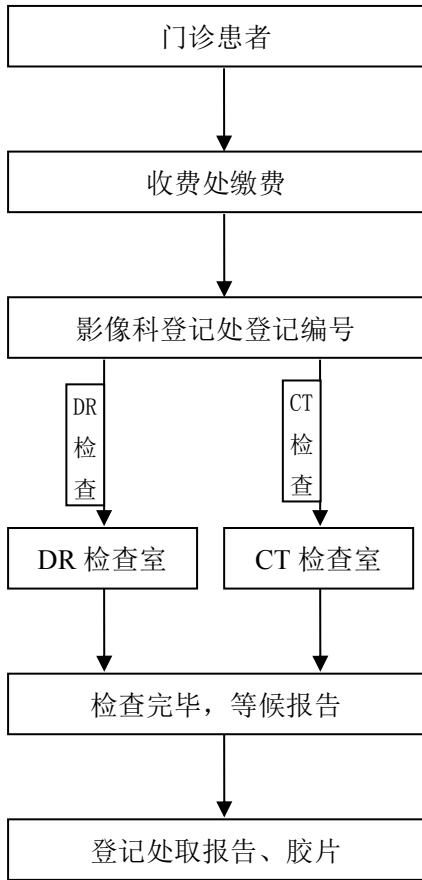 门诊患者
收费处缴费
影像科登记处登记编号
DR
检
查
CT
检
查
DR 检查室
CT 检查室
检查完毕，等候报告
登记处取报告、胶片